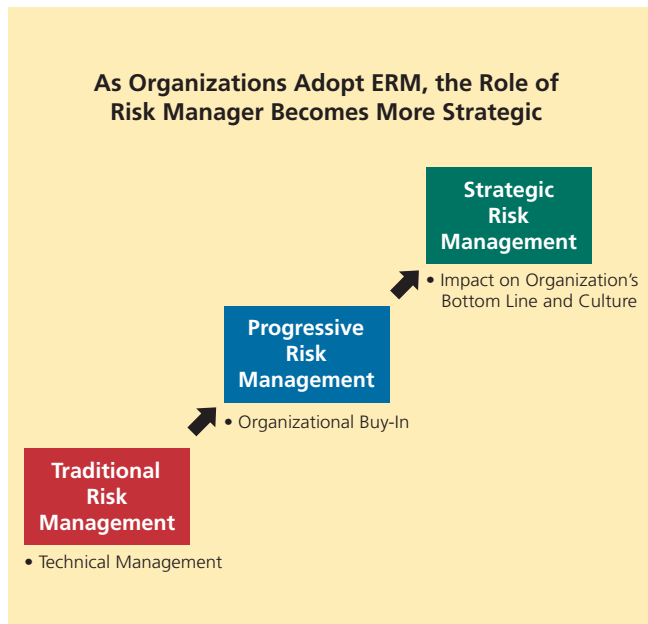 As Organizations Adopt ERM, the Role of
Risk Manager Becomes More Strategic
Strategic
Risk
Management
• Impact on Organization's
Bottom Line and Culture
Progressive
Risk
Management
• Organizational Buy-In
Traditional
Risk
Management
• Technical Management